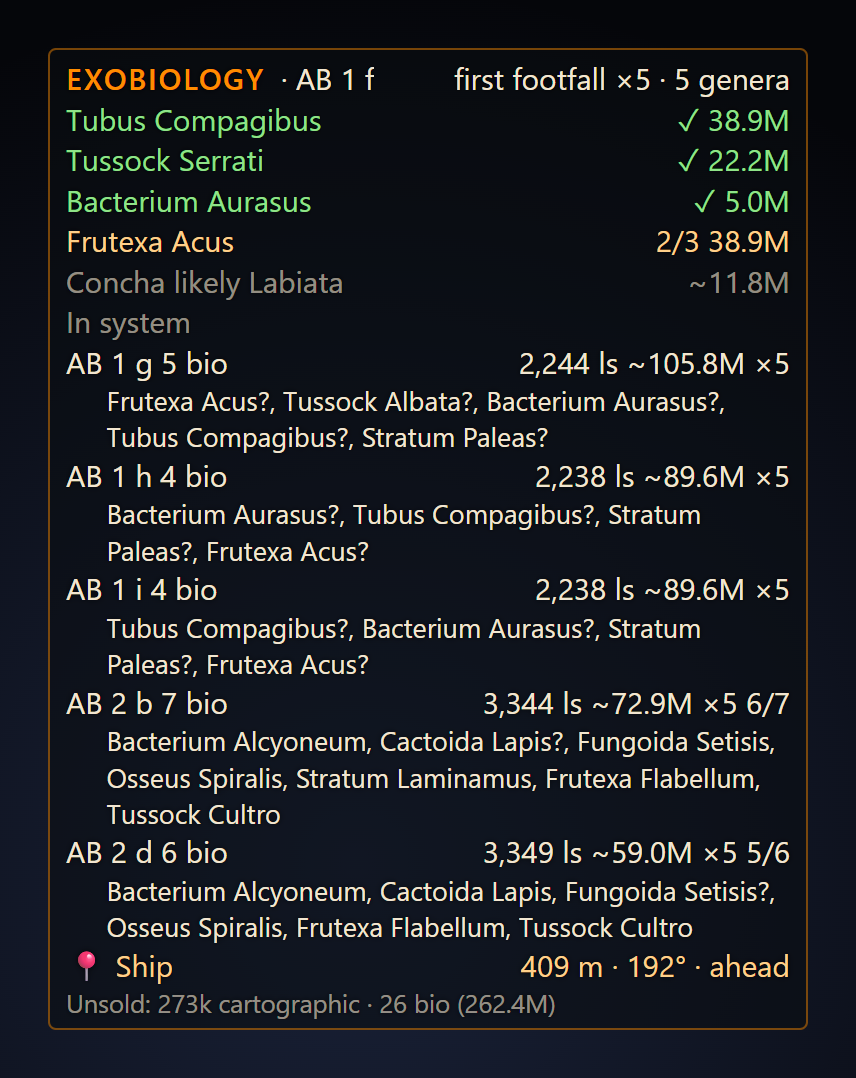 EXOBIOLOGY · AB 1 f first footfall ×5 · 5 genera
Tubus Compagibus ✓ 38.9M
Tussock Serrati ✓ 22.2M
Bacterium Aurasus ✓ 5.0M
Frutexa Acus 2/3 38.9M
Concha likely Labiata ~11.8M
In system
AB 1 g 5 bio 2,244 ls ~105.8M ×5
Frutexa Acus?, Tussock Albata?, Bacterium Aurasus?,
Tubus Compagibus?, Stratum Paleas?
AB 1 h 4 bio 2,238 ls ~89.6M ×5
Bacterium Aurasus?, Tubus Compagibus?, Stratum
Paleas?, Frutexa Acus?
AB 1 i 4 bio 2,238 ls ~89.6M ×5
Tubus Compagibus?, Bacterium Aurasus?, Stratum
Paleas?, Frutexa Acus?
AB 2 b 7 bio 3,344 ls ~72.9M ×5 6/7
Bacterium Alcyoneum, Cactoida Lapis?, Fungoida Setisis,
Osseus Spiralis, Stratum Laminamus, Frutexa Flabellum,
Tussock Cultro
AB 2 d 6 bio 3,349 ls ~59.0M ×5 5/6
Bacterium Alcyoneum, Cactoida Lapis, Fungoida Setisis?,
Osseus Spiralis, Frutexa Flabellum, Tussock Cultro
📍 Ship 409 m · 192° · ahead
Unsold: 273k cartographic · 26 bio (262.4M)